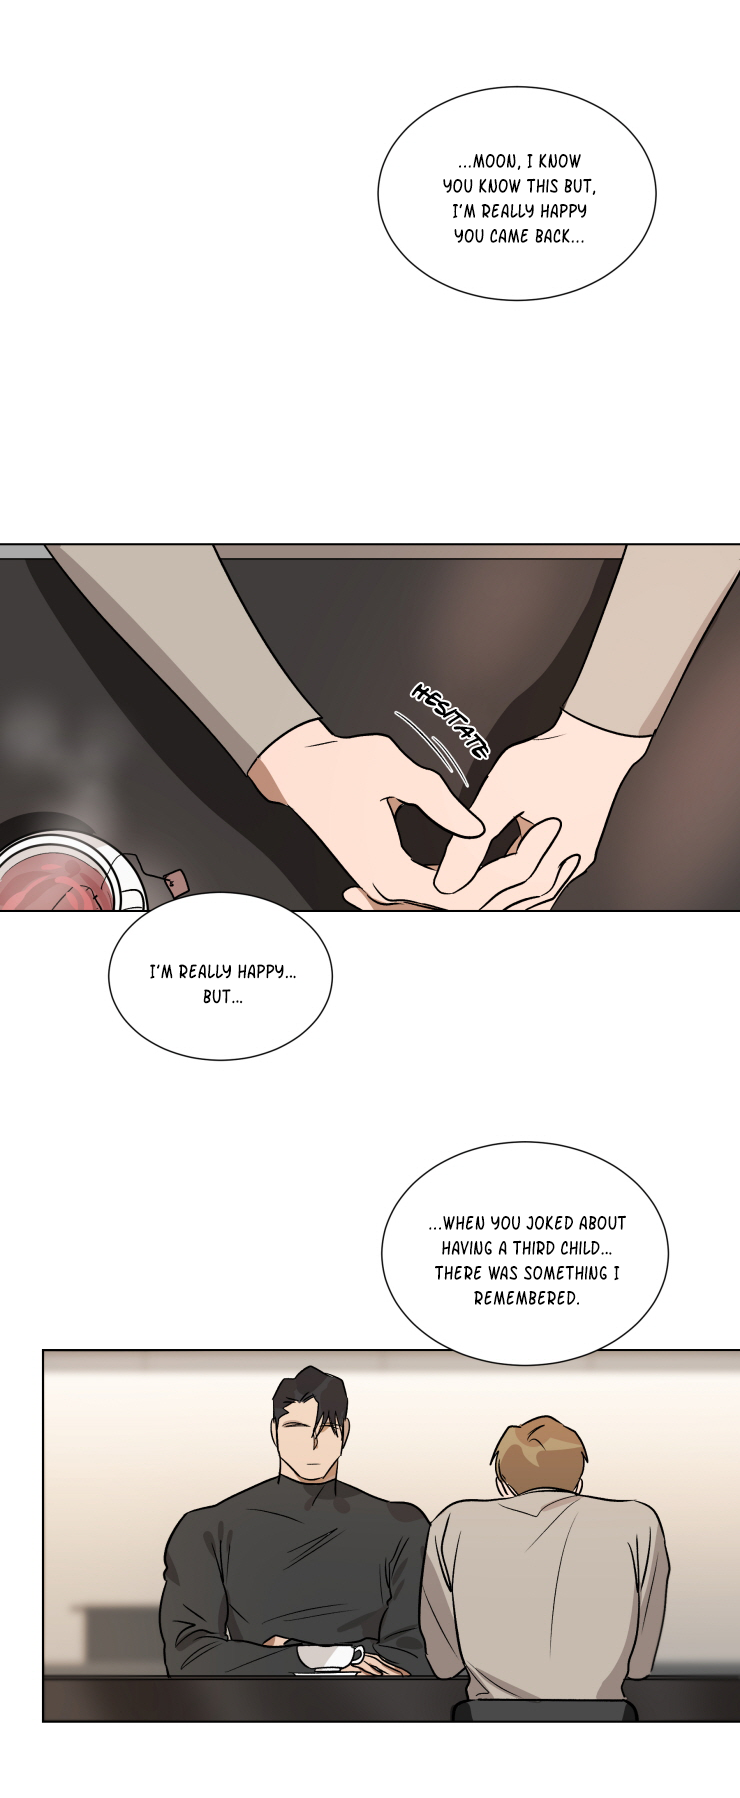 ...MOON, I KNOW
YOU KNOW THIS BUT,
I'M REALLY HAPPY
YOU CAME BACK...
HESITATE
I'M REALLY HAPPY...
BUT...
...WHEN YOU JOKED ABOUT
HAVING A THIRD CHILD...
THERE WAS SOMETHING I
REMEMBERED.